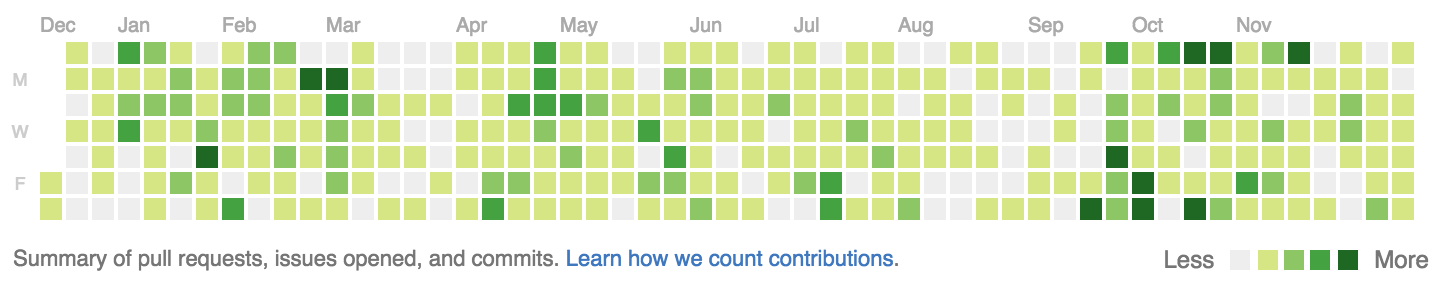 Dec Jan Feb Mar Apr May Jun Jul Aug Sep Oct Nov
M
W
F
Summary of pull requests, issues opened, and commits. Learn how we count contributions. Less More